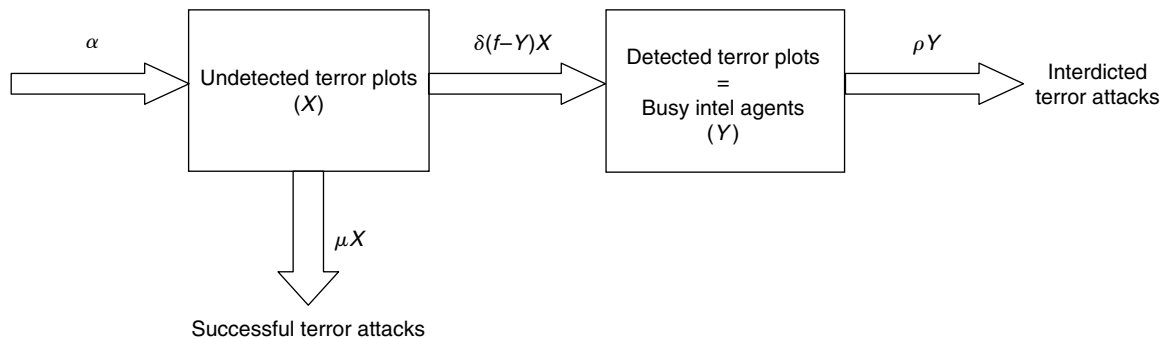 α
δ(f–Y)X
ρY
Undetected terror plots
(X)
Detected terror plots
=
Busy intel agents
(Y)
Interdicted
terror attacks
μX
Successful terror attacks